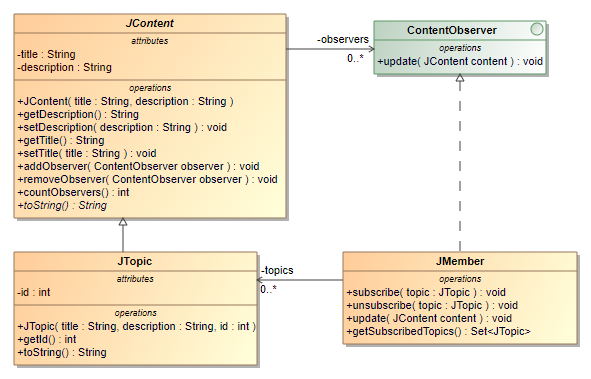 JContent
attributes
-title : String
-description : String
operations
+JContent( title : String, description : String )
+getDescription() : String
+setDescription( description : String ) : void
+getTitle() : String
+setTitle( title : String ) : void
+addObserver( ContentObserver observer ) : void
+removeObserver( ContentObserver observer ) : void
+countObservers() : int
+toString() : String
-observers
0..*
ContentObserver
operations
+update( JContent content ) : void
JTopic
attributes
-id : int
operations
+JTopic( title : String, description : String, id : int )
+getId() : int
+toString() : String
-topics
0..*
JMember
operations
+subscribe( topic : JTopic ) : void
+unsubscribe( topic : JTopic ) : void
+update( JContent content ) : void
+getSubscribedTopics() : Set<JTopic>